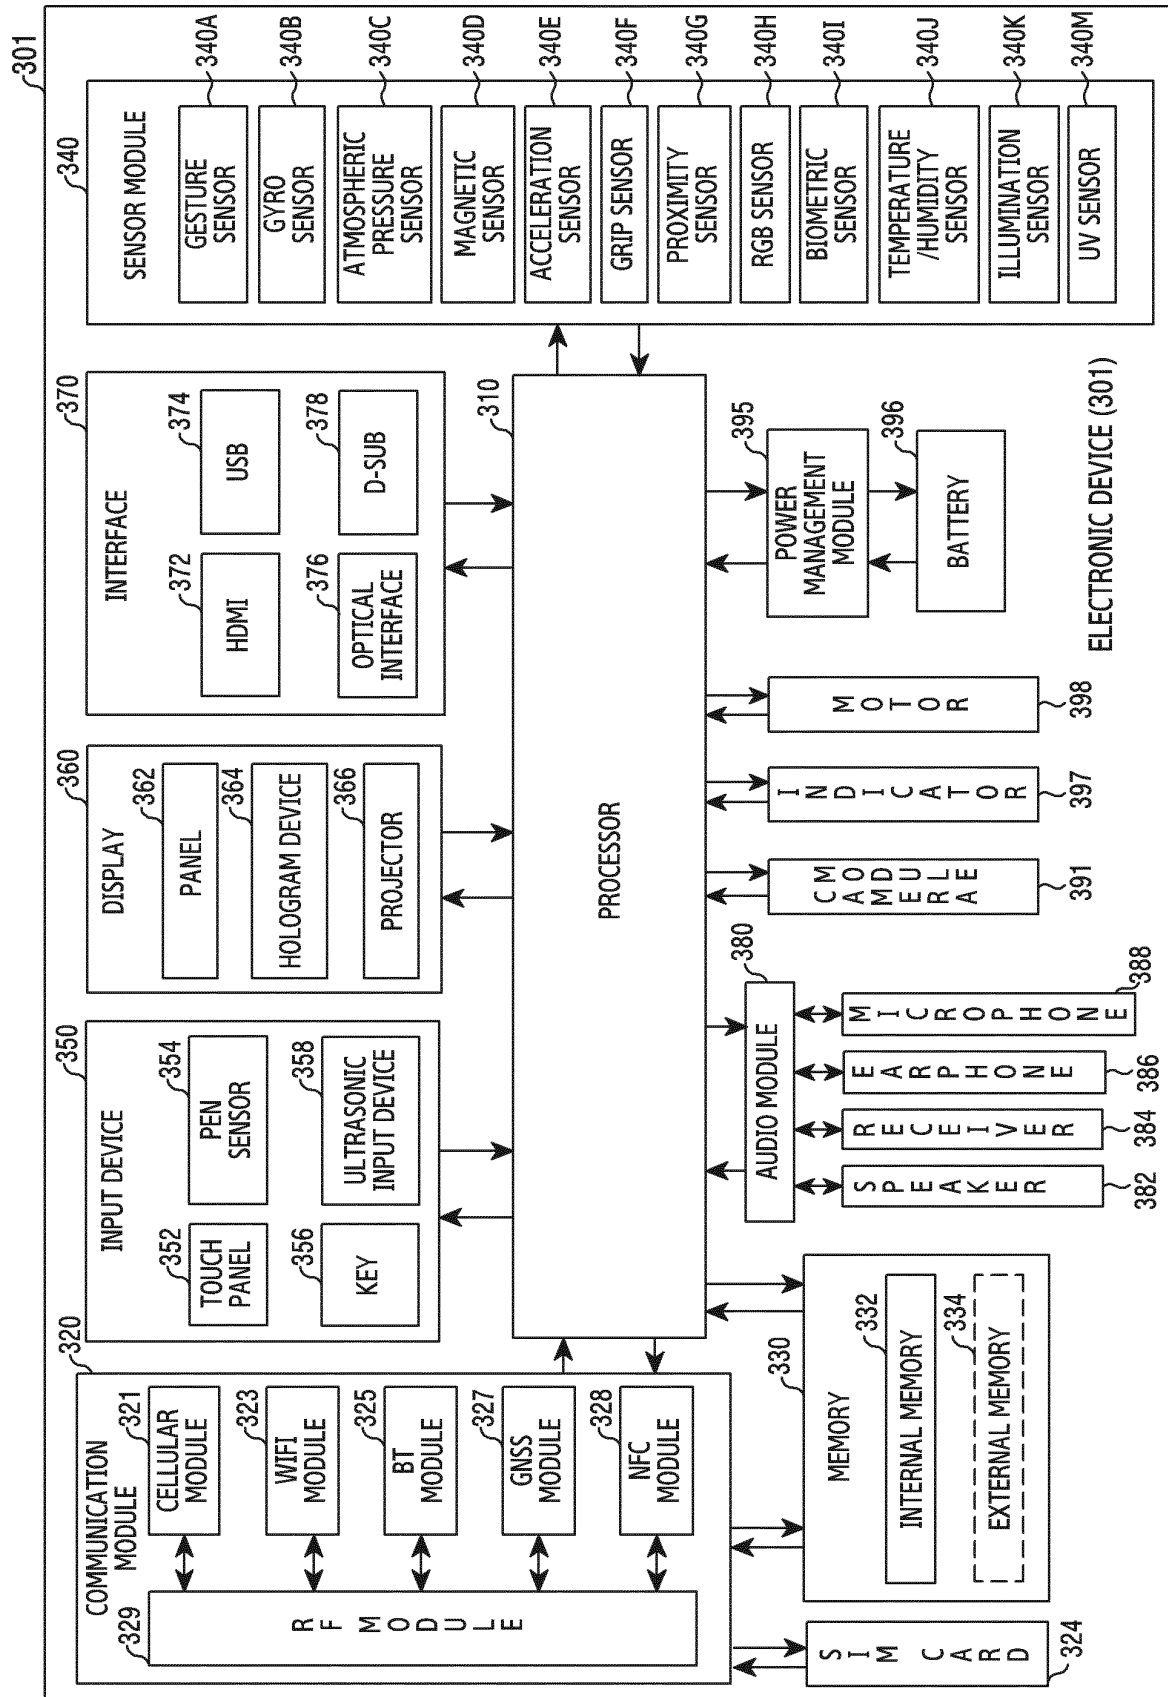 301
COMMUNICATION
MODULE
320
329
RF MODULE
321
CELLULAR
MODULE
323
WIFI
MODULE
325
BT
MODULE
327
GNSS
MODULE
328
NFC
MODULE
INPUT DEVICE
350
352
TOUCH
PANEL
354
PEN
SENSOR
356
KEY
358
ULTRASONIC
INPUT DEVICE
DISPLAY
360
362
PANEL
364
HOLOGRAM DEVICE
366
PROJECTOR
INTERFACE
370
372
HDMI
374
USB
376
OPTICAL
INTERFACE
378
D-SUB
340
SENSOR MODULE
GESTURE
SENSOR
340A
GYRO
SENSOR
340B
ATMOSPHERIC
PRESSURE
SENSOR
340C
MAGNETIC
SENSOR
340D
ACCELERATION
SENSOR
340E
GRIP SENSOR
340F
PROXIMITY
SENSOR
340G
RGB SENSOR
340H
BIOMETRIC
SENSOR
340I
TEMPERATURE
/HUMIDITY
SENSOR
340J
ILLUMINATION
SENSOR
340K
UV SENSOR
340M
310
PROCESSOR
SIM CARD
324
330
MEMORY
332
INTERNAL MEMORY
334
EXTERNAL MEMORY
380
AUDIO MODULE
SPEAKER
382
RECEIVER
384
EARPHONE
386
MICROPHONE
388
CAMERA
MODULE
391
INDICATOR
397
MOTOR
398
395
POWER
MANAGEMENT
MODULE
396
BATTERY
ELECTRONIC DEVICE (301)